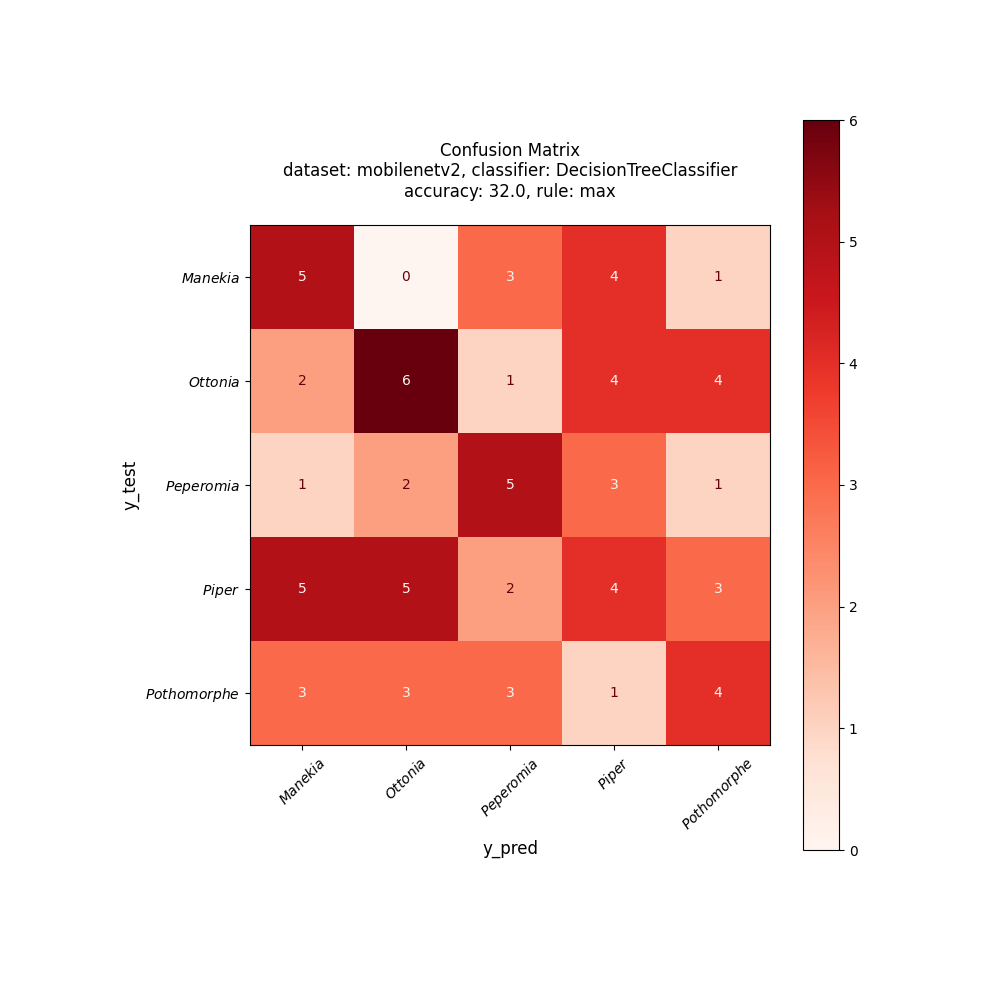 Confusion Matrix
dataset: mobilenetv2, classifier: DecisionTreeClassifier
accuracy: 32.0, rule: max
6
5
4
3
2
1
0
y_test
Manekia 5 0 3 4 1
Ottonia 2 6 1 4 4
Peperomia 1 2 5 3 1
Piper 5 5 2 4 3
Pothomorphe 3 3 3 1 4
Manekia Ottonia Peperomia Piper Pothomorphe
y_pred